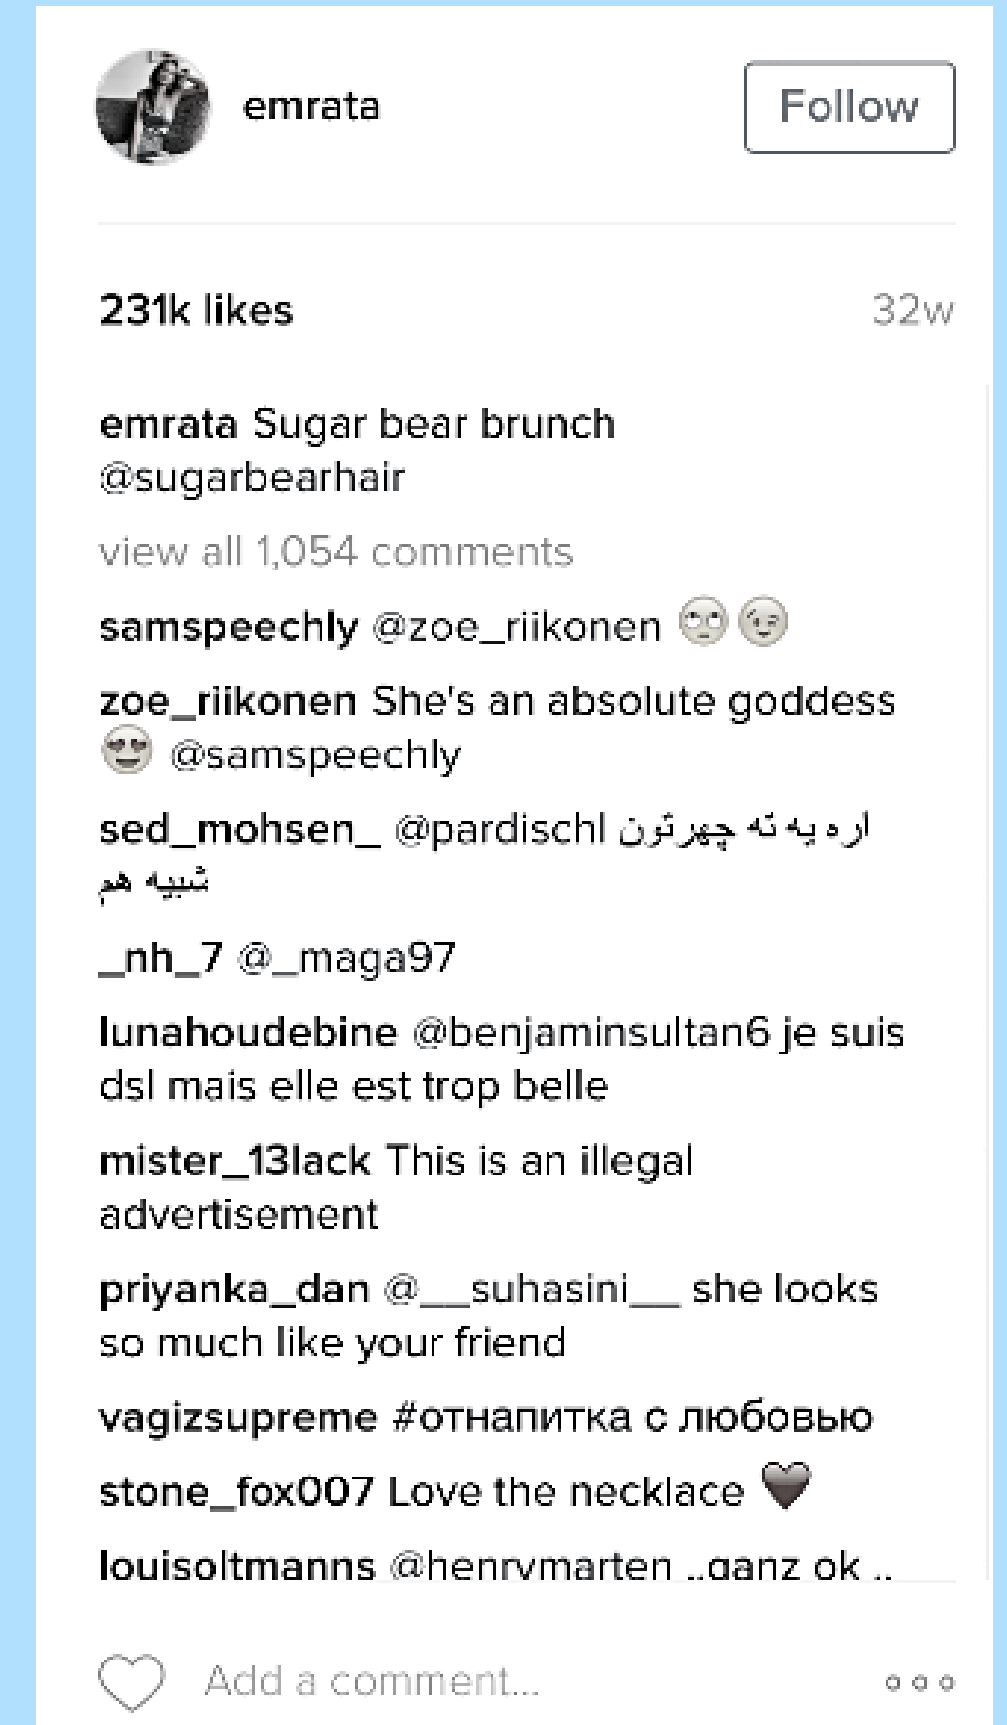 emrata
Follow
231k likes
32w
emrata Sugar bear brunch
@sugarbearhair
view all 1,054 comments
samspeechly @zoe_riikonen 🙄😉
zoe_riikonen She's an absolute goddess
😍 @samspeechly
sed_mohsen_ @pardischl اره یه ته چهرتون
شبیه هم
_nh_7 @_maga97
lunahoudebine @benjaminsultan6 je suis
dsl mais elle est trop belle
mister_13lack This is an illegal
advertisement
priyanka_dan @__suhasini__ she looks
so much like your friend
vagizsupreme #отнапитка с любовью
stone_fox007 Love the necklace 🖤
louisoltmanns @henrymarten ..ganz ok ..
Add a comment...